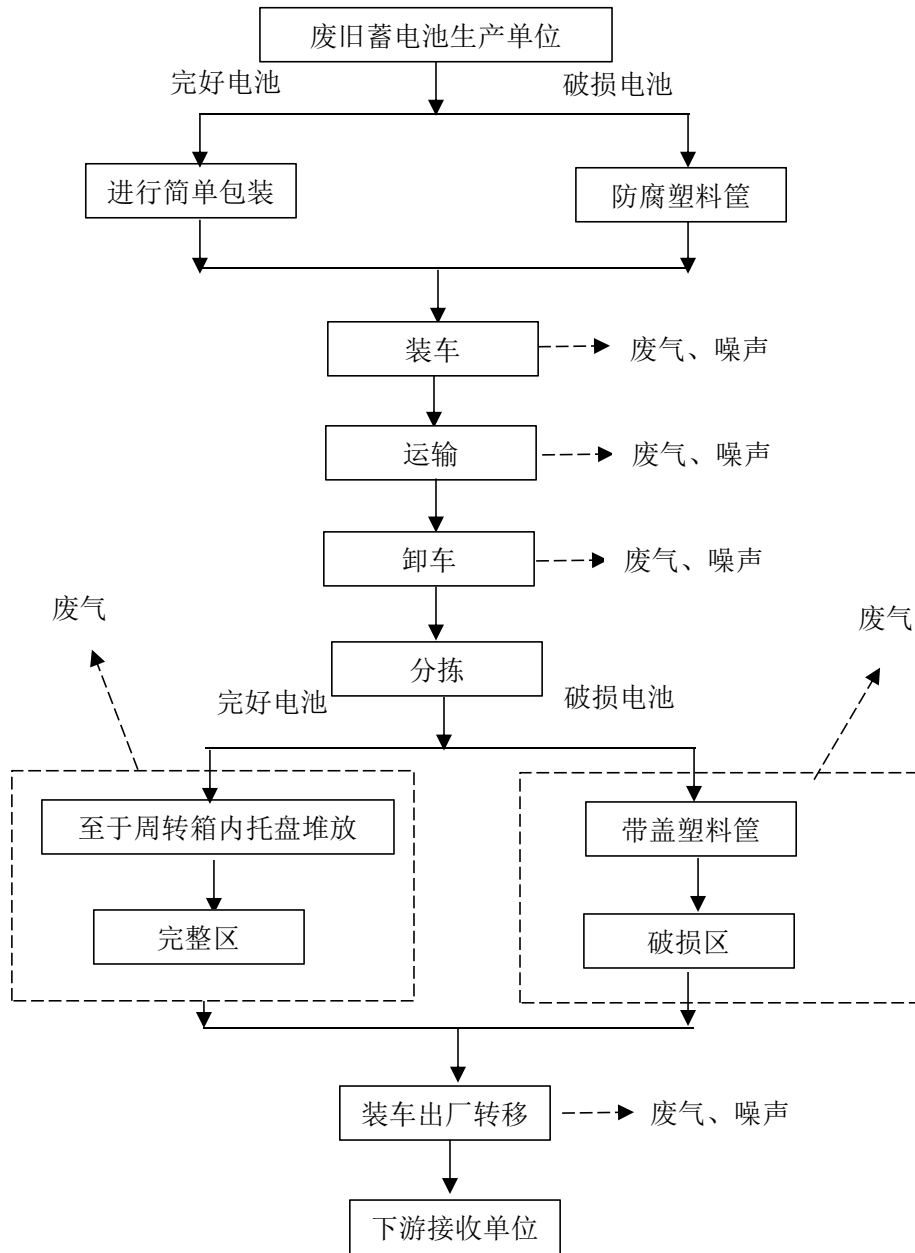 废旧蓄电池生产单位
完好电池
破损电池
进行简单包装
防腐塑料筐
装车
废气、噪声
运输
废气、噪声
卸车
废气、噪声
废气
废气
分拣
完好电池
破损电池
至于周转箱内托盘堆放
带盖塑料筐
完整区
破损区
装车出厂转移
废气、噪声
下游接收单位